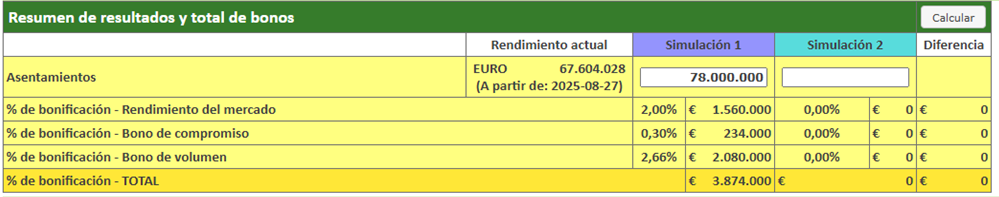 Resumen de resultados y total de bonos Calcular
Rendimiento actual Simulación 1 Simulación 2 Diferencia
Asentamientos EURO 67.604.028 78.000.000
(A partir de: 2025-08-27)
% de bonificación - Rendimiento del mercado 2,00% € 1.560.000 0,00% € 0 € 0
% de bonificación - Bono de compromiso 0,30% € 234.000 0,00% € 0 € 0
% de bonificación - Bono de volumen 2,66% € 2.080.000 0,00% € 0 € 0
% de bonificación - TOTAL € 3.874.000 € 0 € 0